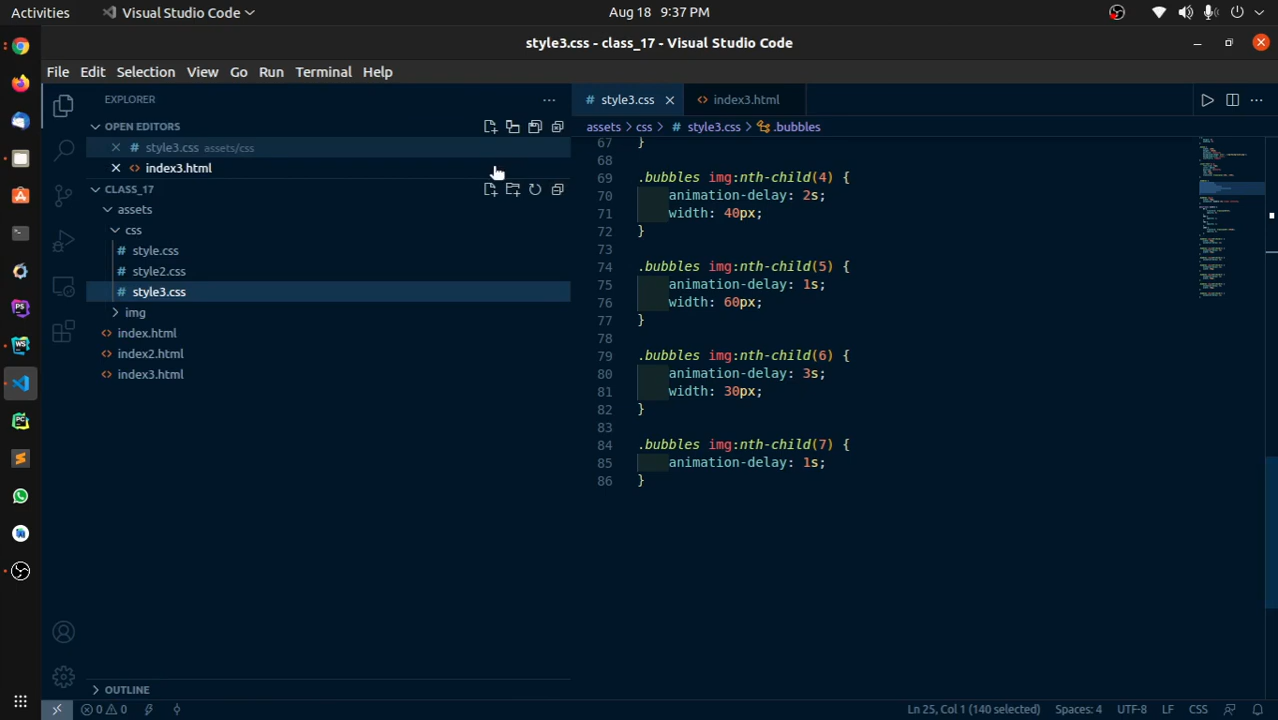 Activities Visual Studio Code Aug 18 9:37 PM
style3.css - class_17 - Visual Studio Code
File Edit Selection View Go Run Terminal Help
EXPLORER
OPEN EDITORS
style3.css assets/css
index3.html
CLASS_17
assets
css
style.css
style2.css
style3.css
img
index.html
index2.html
index3.html
OUTLINE
style3.css index3.html
assets > css > # style3.css > .bubbles
67 }
68
69 .bubbles img:nth-child(4) {
70 animation-delay: 2s;
71 width: 40px;
72 }
73
74 .bubbles img:nth-child(5) {
75 animation-delay: 1s;
76 width: 60px;
77 }
78
79 .bubbles img:nth-child(6) {
80 animation-delay: 3s;
81 width: 30px;
82 }
83
84 .bubbles img:nth-child(7) {
85 animation-delay: 1s;
86 }
0 0 Ln 25, Col 1 (140 selected) Spaces: 4 UTF-8 LF CSS